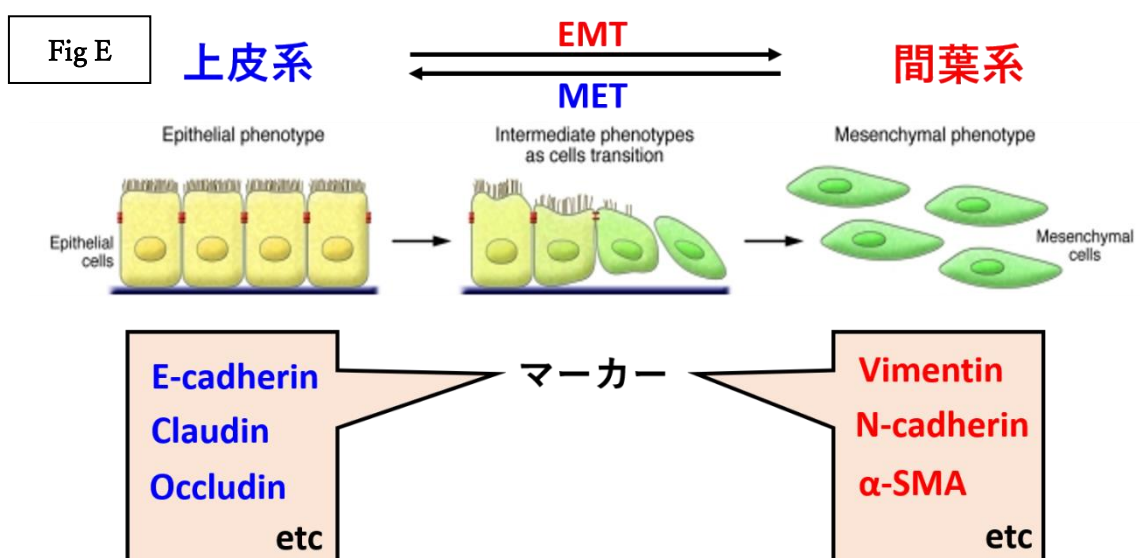 Fig E
上皮系
EMT
MET
間葉系
Epithelial phenotype
Intermediate phenotypes
as cells transition
Mesenchymal phenotype
Epithelial
cells
Mesenchymal
cells
マーカー
E-cadherin
Claudin
Occludin
etc
Vimentin
N-cadherin
α-SMA
etc